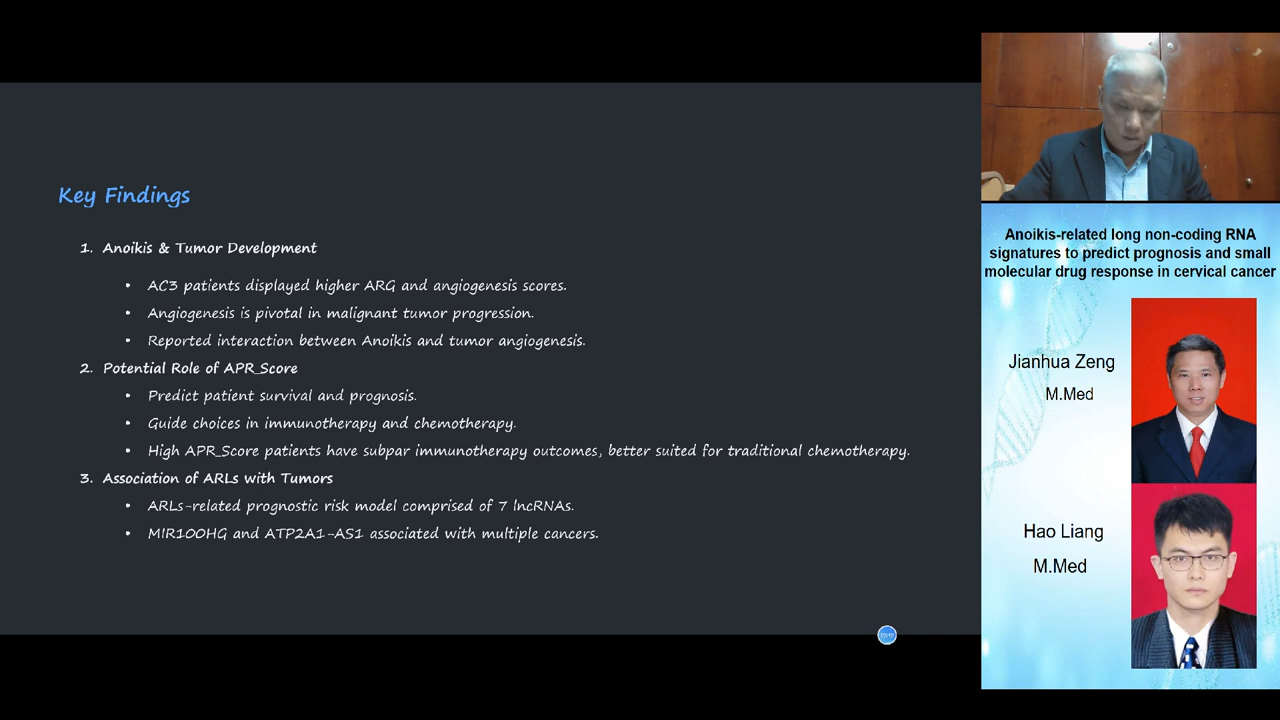 Key Findings
1. Anoikis & Tumor Development
• AC3 patients displayed higher ARG and angiogenesis scores.
• Angiogenesis is pivotal in malignant tumor progression.
• Reported interaction between Anoikis and tumor angiogenesis.
2. Potential Role of APR_Score
• Predict patient survival and prognosis.
• Guide choices in immunotherapy and chemotherapy.
• High APR_Score patients have subpar immunotherapy outcomes, better suited for traditional chemotherapy.
3. Association of ARLs with Tumors
• ARLs-related prognostic risk model comprised of 7 lncRNAs.
• MIR100HG and ATP2A1-AS1 associated with multiple cancers.
Anoikis-related long non-coding RNA
signatures to predict prognosis and small
molecular drug response in cervical cancer
Jianhua Zeng
M.Med
Hao Liang
M.Med